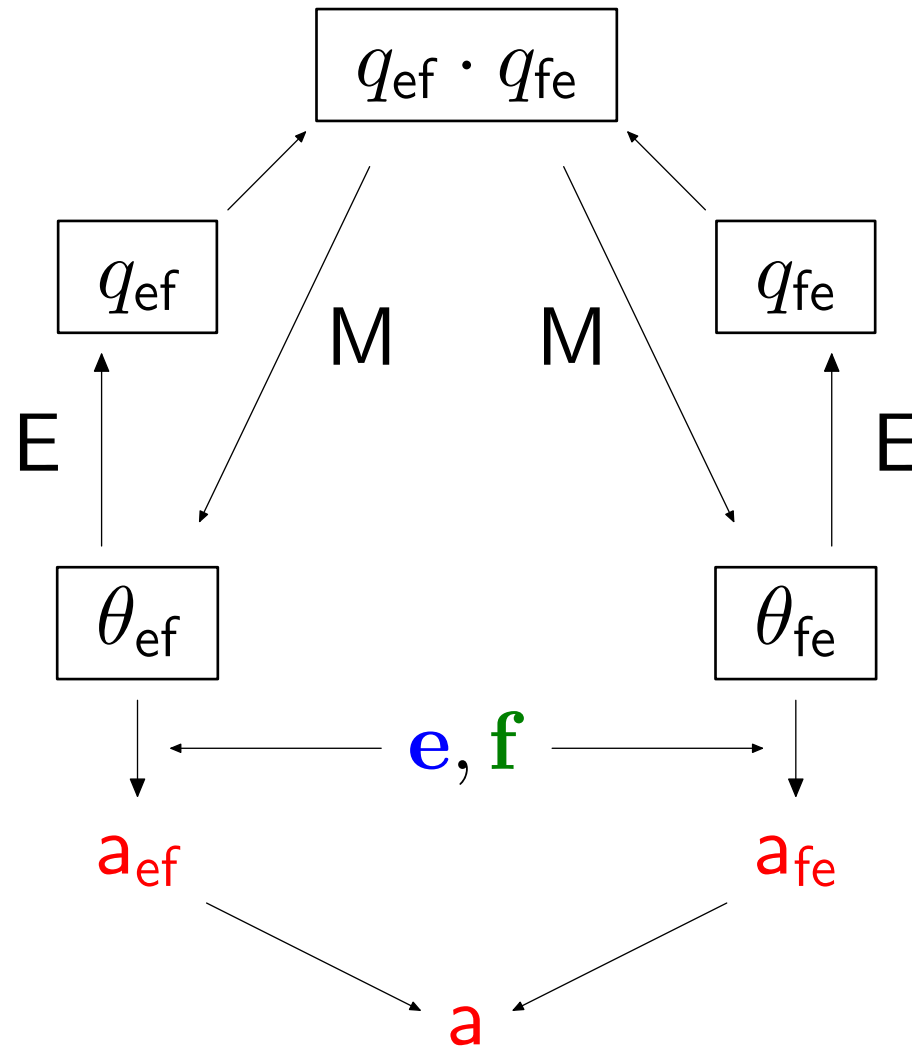 q_ef · q_fe
q_ef q_fe
M M
E E
θ_ef θ_fe
e, f
a_ef a_fe
a